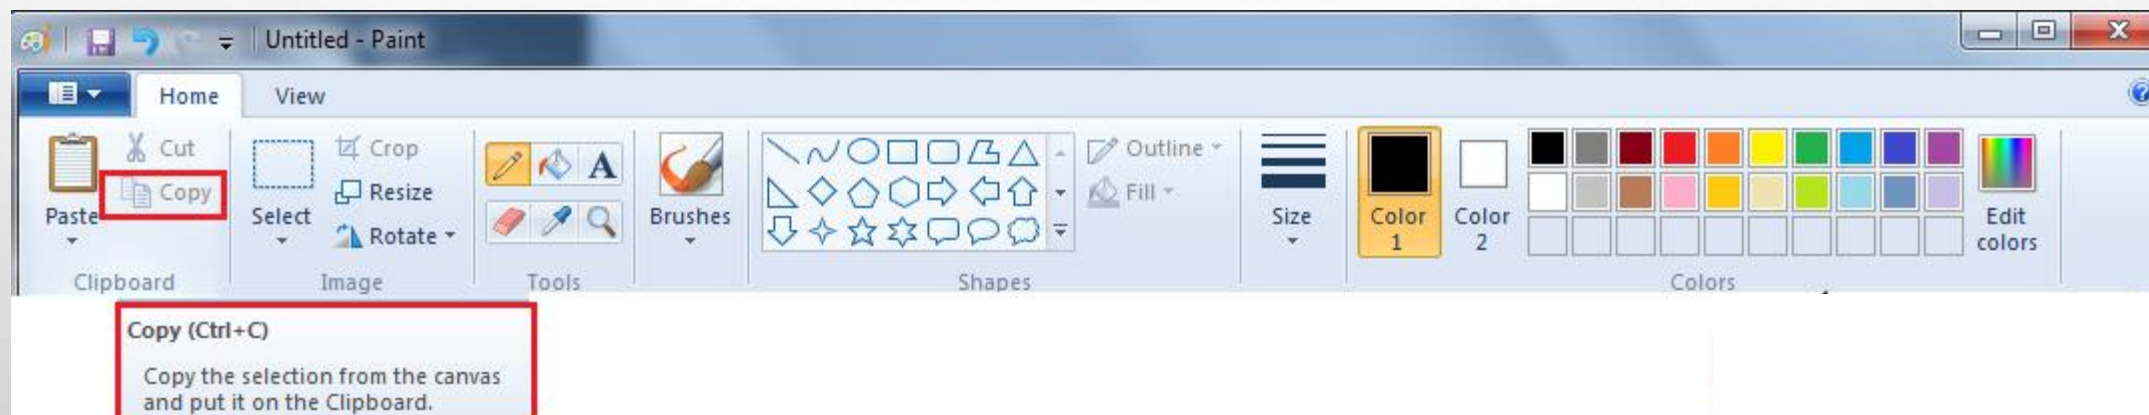 Untitled - Paint
Home View
Cut
Copy
Paste
Clipboard
Select
Crop
Resize
Rotate
Image
A
Tools
Brushes
Outline
Fill
Shapes
Size
Color 1
Color 2
Edit colors
Colors
Copy (Ctrl+C)
Copy the selection from the canvas
and put it on the Clipboard.